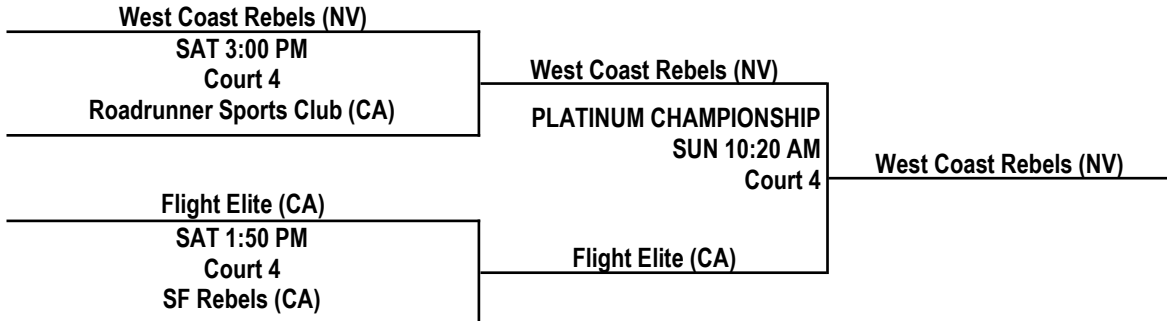 West Coast Rebels (NV)
SAT 3:00 PM
Court 4
Roadrunner Sports Club (CA)
West Coast Rebels (NV)
PLATINUM CHAMPIONSHIP
SUN 10:20 AM
Court 4
West Coast Rebels (NV)
Flight Elite (CA)
SAT 1:50 PM
Court 4
SF Rebels (CA)
Flight Elite (CA)